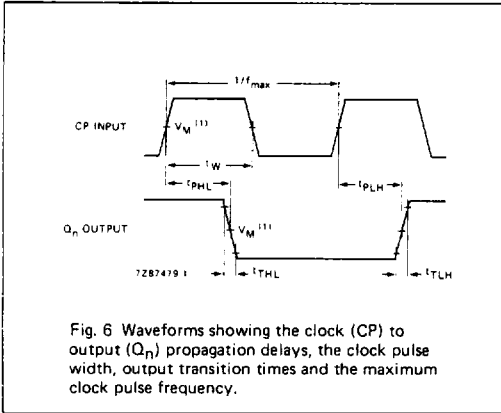 1/fmax
CP INPUT
VM (1)
tW
tPHL
tPLH
Qn OUTPUT
VM (1)
7Z87479.1
tTHL
tTLH
Fig. 6 Waveforms showing the clock (CP) to
output (Qn) propagation delays, the clock pulse
width, output transition times and the maximum
clock pulse frequency.